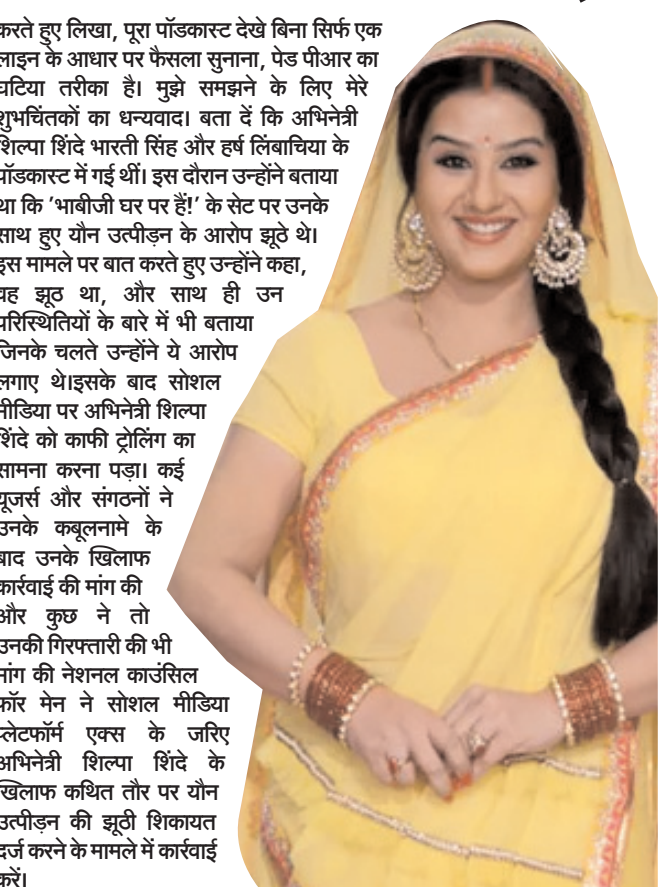 करते हुए लिखा, पूरा पॉडकास्ट देखे बिना सिर्फ एक
लाइन के आधार पर फैसला सुनाना, पेड पीआर का
घटिया तरीका है। मुझे समझने के लिए मेरे
शुभचिंतकों का धन्यवाद। बता दें कि अभिनेत्री
शिल्पा शिंदे भारती सिंह और हर्ष लिंबाचिया के
पॉडकास्ट में गई थीं। इस दौरान उन्होंने बताया
था कि 'भाबीजी घर पर हैं!' के सेट पर उनके
साथ हुए यौन उत्पीड़न के आरोप झूठे थे।
इस मामले पर बात करते हुए उन्होंने कहा,
वह झूठ था, और साथ ही उन
परिस्थितियों के बारे में भी बताया
जिनके चलते उन्होंने ये आरोप
लगाए थे।इसके बाद सोशल
मीडिया पर अभिनेत्री शिल्पा
शिंदे को काफी ट्रोलिंग का
सामना करना पड़ा। कई
यूजर्स और संगठनों ने
उनके कबूलनामे के
बाद उनके खिलाफ
कार्रवाई की मांग की
और कुछ ने तो
उनकी गिरफ्तारी की भी
मांग की नेशनल काउंसिल
फॉर मेन ने सोशल मीडिया
प्लेटफॉर्म एक्स के जरिए
अभिनेत्री शिल्पा शिंदे के
खिलाफ कथित तौर पर यौन
उत्पीड़न की झूठी शिकायत
दर्ज करने के मामले में कार्रवाई
करें।